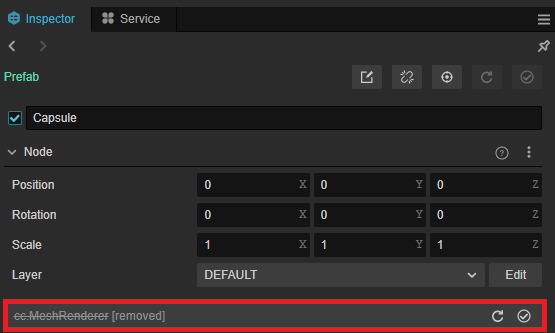 Inspector Service
Prefab
Capsule
Node
Position 0 X 0 Y 0 Z
Rotation 0 X 0 Y 0 Z
Scale 1 X 1 Y 1 Z
Layer DEFAULT Edit
cc.MeshRenderer [removed]